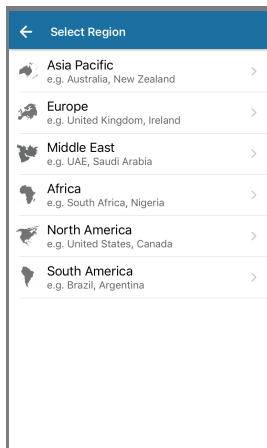 Select Region
Asia Pacific
e.g. Australia, New Zealand
Europe
e.g. United Kingdom, Ireland
Middle East
e.g. UAE, Saudi Arabia
Africa
e.g. South Africa, Nigeria
North America
e.g. United States, Canada
South America
e.g. Brazil, Argentina